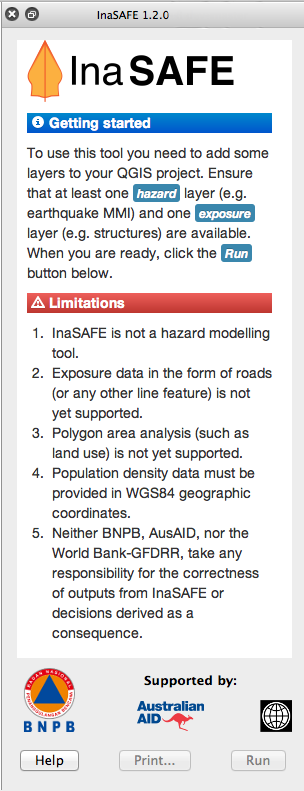 InaSAFE 1.2.0
InaSAFE
Getting started
To use this tool you need to add some
layers to your QGIS project. Ensure
that at least one hazard layer (e.g.
earthquake MMI) and one exposure
layer (e.g. structures) are available.
When you are ready, click the Run
button below.
Limitations
1. InaSAFE is not a hazard modelling
tool.
2. Exposure data in the form of roads
(or any other line feature) is not
yet supported.
3. Polygon area analysis (such as
land use) is not yet supported.
4. Population density data must be
provided in WGS84 geographic
coordinates.
5. Neither BNPB, AusAID, nor the
World Bank-GFDRR, take any
responsibility for the correctness
of outputs from InaSAFE or
decisions derived as a
consequence.
BADAN NASIONAL
PENANGGULANGAN BENCANA
BNPB
Supported by:
Australian
AID
Help
Print...
Run